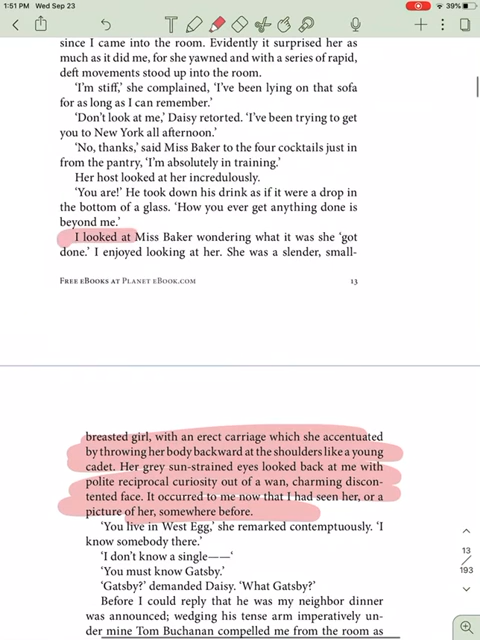 1:51 PM Wed Sep 23
39%
since I came into the room. Evidently it surprised her as
much as it did me, for she yawned and with a series of rapid,
deft movements stood up into the room.
‘I’m stiff,’ she complained, ‘I’ve been lying on that sofa
for as long as I can remember.’
‘Don’t look at me,’ Daisy retorted. ‘I’ve been trying to get
you to New York all afternoon.’
‘No, thanks,’ said Miss Baker to the four cocktails just in
from the pantry, ‘I’m absolutely in training.’
Her host looked at her incredulously.
‘You are!’ He took down his drink as if it were a drop in
the bottom of a glass. ‘How you ever get anything done is
beyond me.’
I looked at Miss Baker wondering what it was she ‘got
done.’ I enjoyed looking at her. She was a slender, small-
Free eBooks at Planet eBook.com
13
breasted girl, with an erect carriage which she accentuated
by throwing her body backward at the shoulders like a young
cadet. Her grey sun-strained eyes looked back at me with
polite reciprocal curiosity out of a wan, charming discon-
tented face. It occurred to me now that I had seen her, or a
picture of her, somewhere before.
‘You live in West Egg,’ she remarked contemptuously. ‘I
know somebody there.’
‘I don’t know a single——‘
‘You must know Gatsby.’
‘Gatsby?’ demanded Daisy. ‘What Gatsby?’
Before I could reply that he was my neighbor dinner
was announced; wedging his tense arm imperatively un-
der mine Tom Buchanan compelled me from the room as
13
193